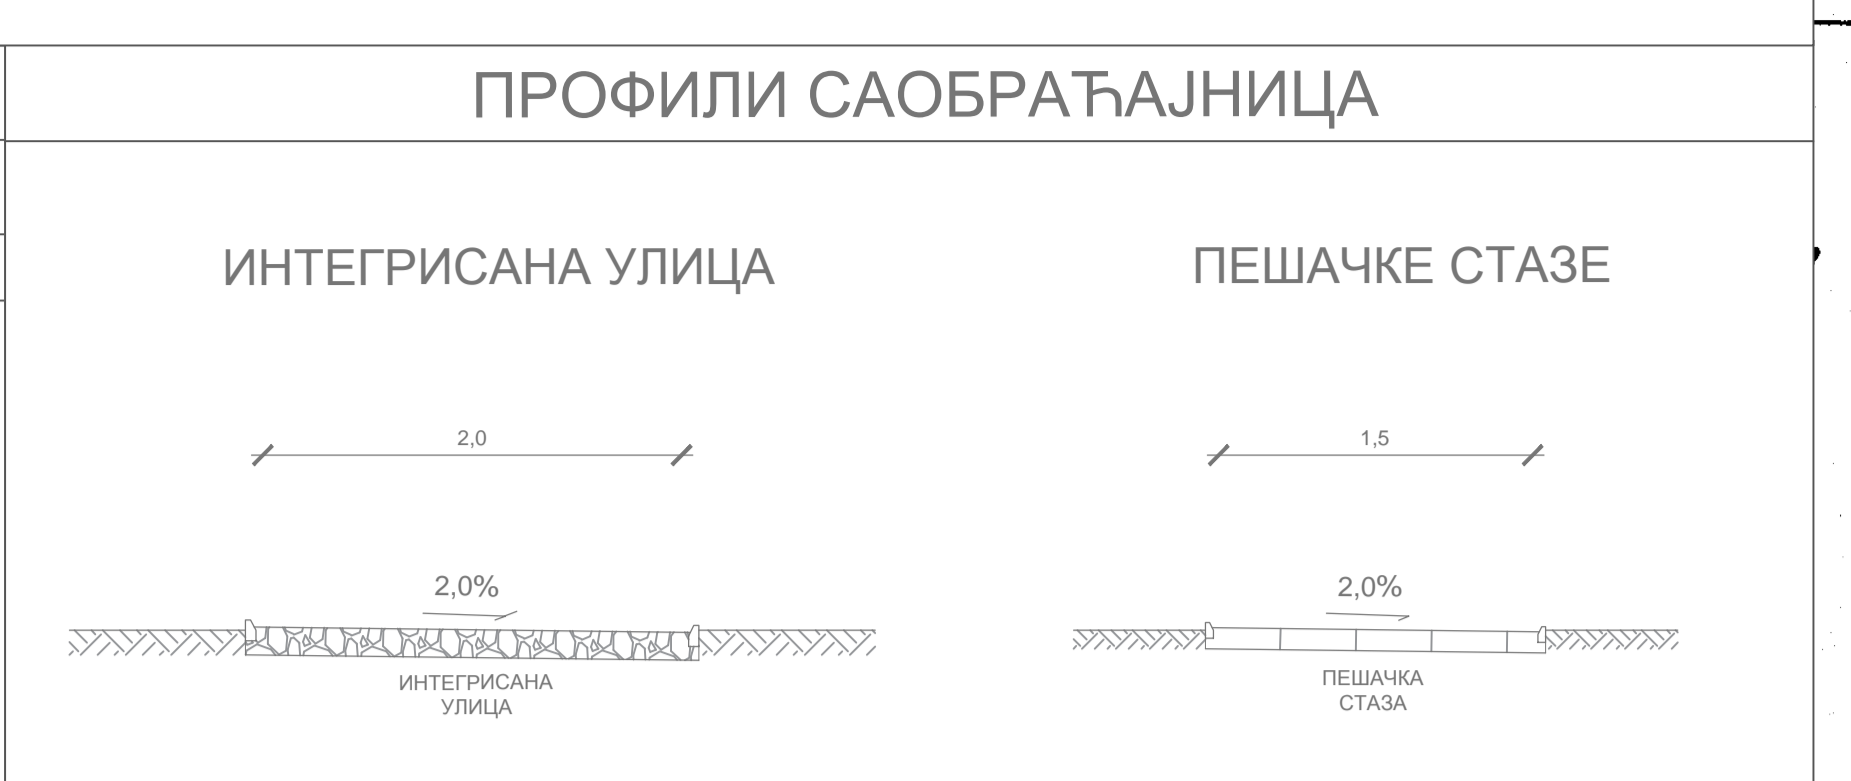 ПРОФИЛИ САОБРАЋАЈНИЦА
ИНТЕГРИСАНА УЛИЦА
ПЕШАЧКЕ СТАЗЕ
2,0
1,5
2,0%
2,0%
ИНТЕГРИСАНА
УЛИЦА
ПЕШАЧКА
СТАЗА